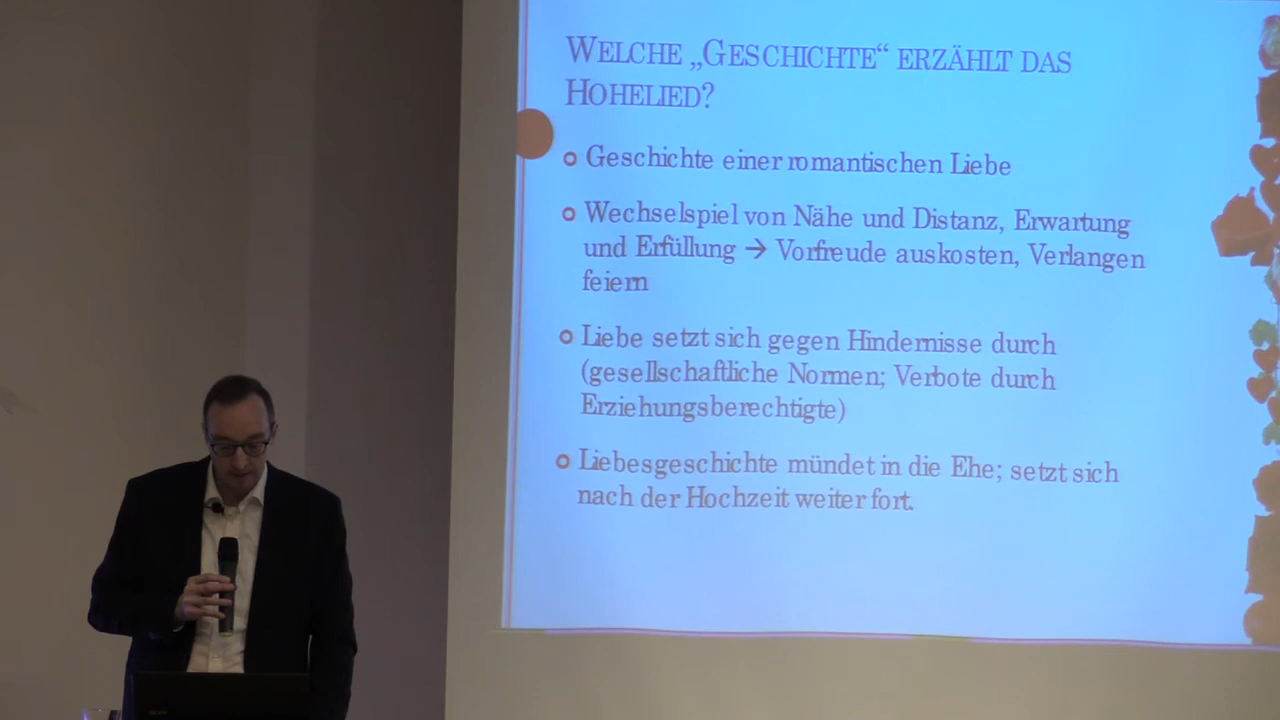 WELCHE „GESCHICHTE“ ERZÄHLT DAS
HOHELIED?
Geschichte einer romantischen Liebe
Wechselspiel von Nähe und Distanz, Erwartung
und Erfüllung → Vorfreude auskosten, Verlangen
feiern
Liebe setzt sich gegen Hindernisse durch
(gesellschaftliche Normen; Verbote durch
Erziehungsberechtigte)
Liebesgeschichte mündet in die Ehe; setzt sich
nach der Hochzeit weiter fort.